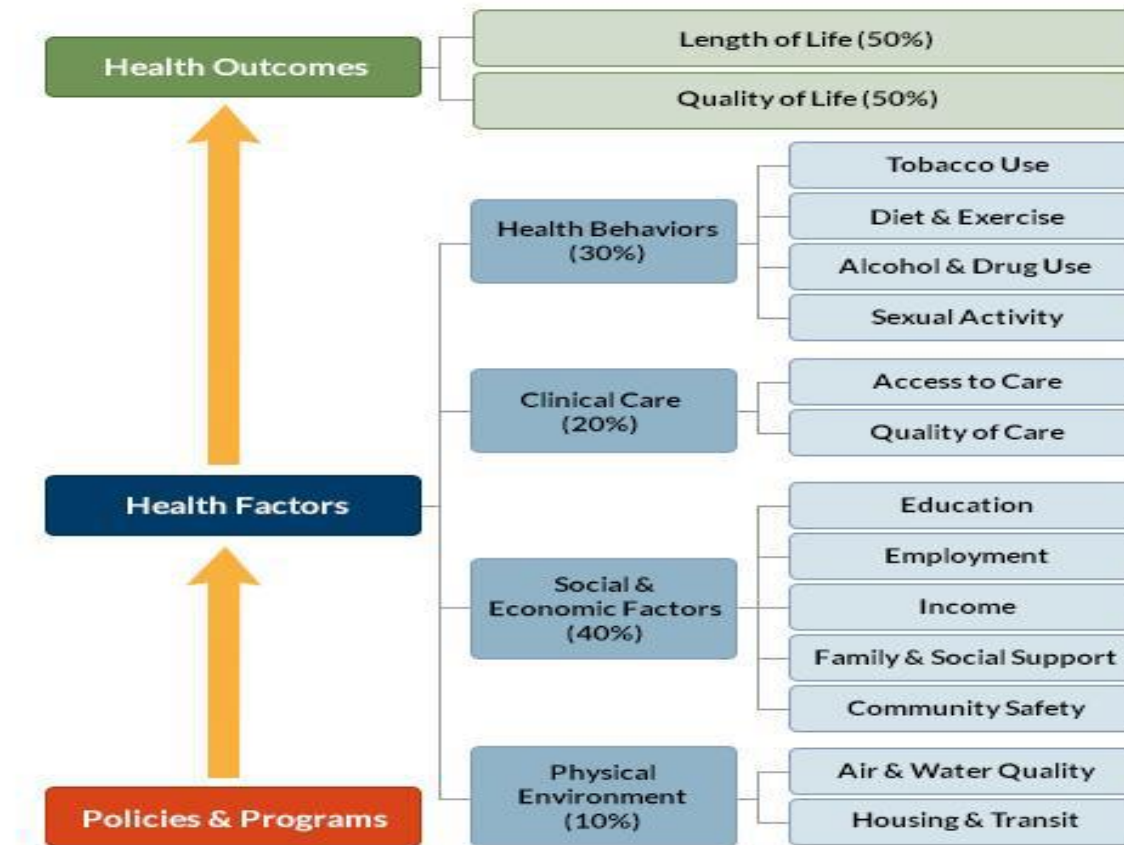 Health Outcomes
Length of Life (50%)
Quality of Life (50%)
Health Factors
Health Behaviors
(30%)
Tobacco Use
Diet & Exercise
Alcohol & Drug Use
Sexual Activity
Clinical Care
(20%)
Access to Care
Quality of Care
Social &
Economic Factors
(40%)
Education
Employment
Income
Family & Social Support
Community Safety
Physical
Environment
(10%)
Air & Water Quality
Housing & Transit
Policies & Programs